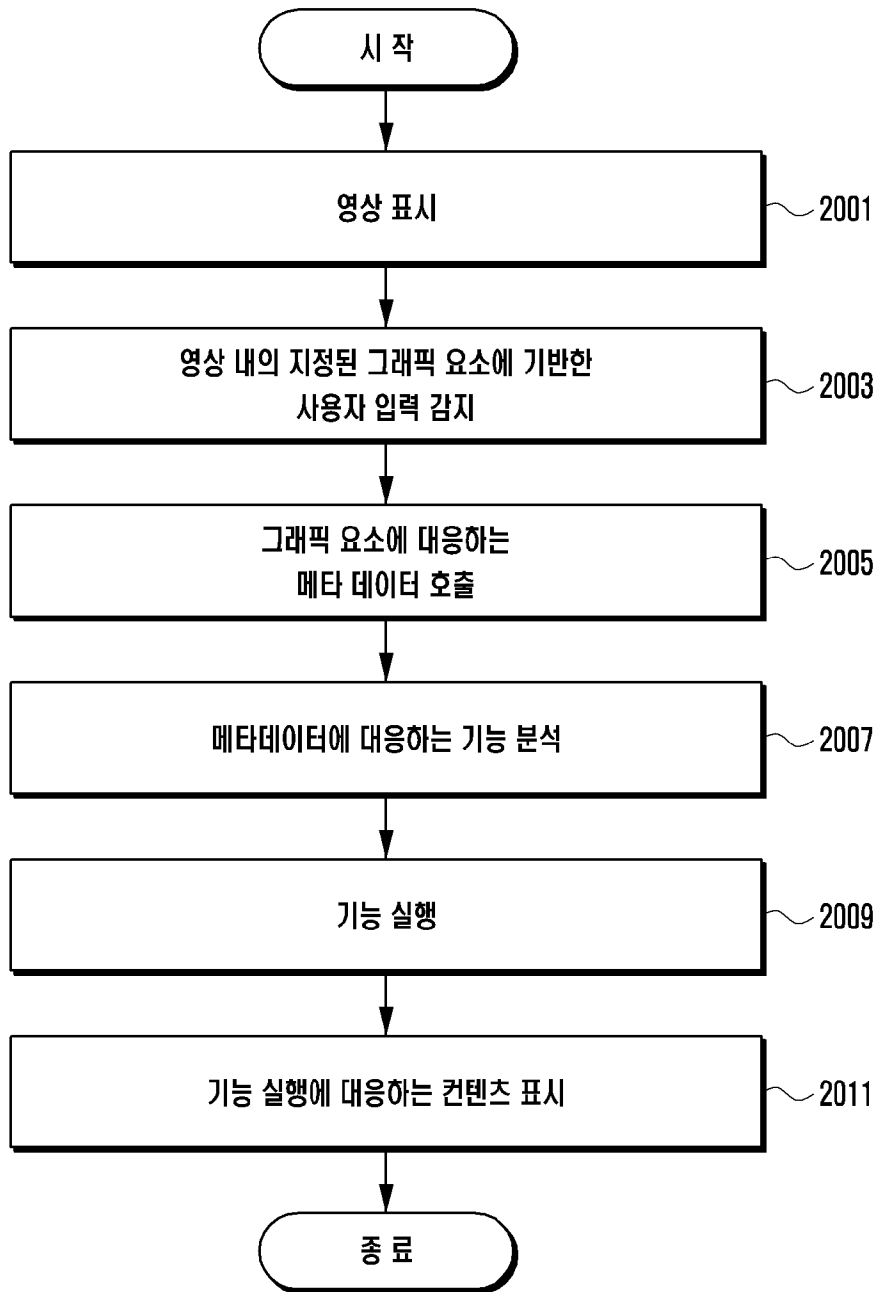 시 작
영상 표시
2001
영상 내의 지정된 그래픽 요소에 기반한
사용자 입력 감지
2003
그래픽 요소에 대응하는
메타 데이터 호출
2005
메타데이터에 대응하는 기능 분석
2007
기능 실행
2009
기능 실행에 대응하는 컨텐츠 표시
2011
종 료